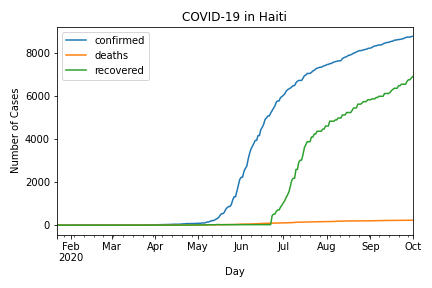 COVID-19 in Haiti
confirmed
deaths
recovered
Number of Cases
8000
6000
4000
2000
0
Feb Mar Apr May Jun Jul Aug Sep Oct
2020
Day